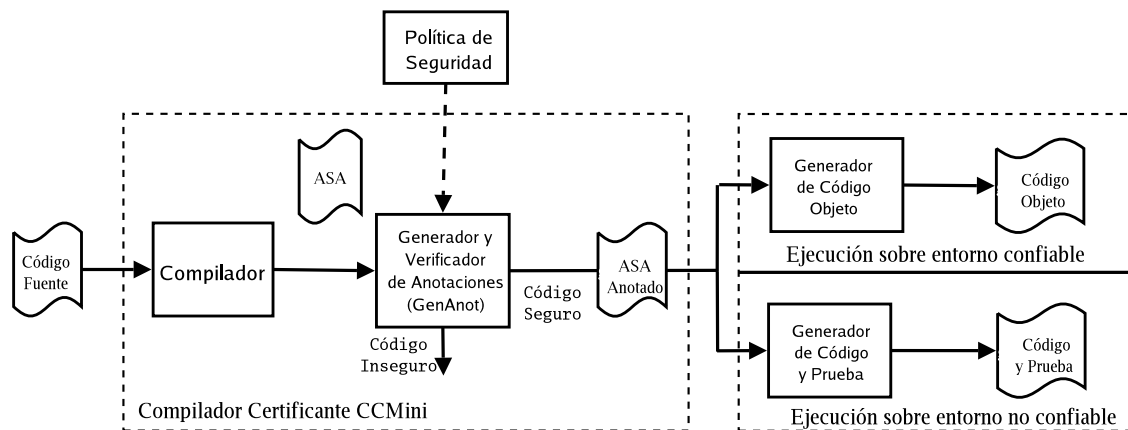 Política de
Seguridad
ASA
Código
Fuente
Compilador
Generador y
Verificador
de Anotaciones
(GenAnot)
Código
Inseguro
Código
Seguro
ASA
Anotado
Compilador Certificante CCMini
Generador
de Código
Objeto
Código
Objeto
Ejecución sobre entorno confiable
Generador
de Código
y Prueba
Código
y Prueba
Ejecución sobre entorno no confiable